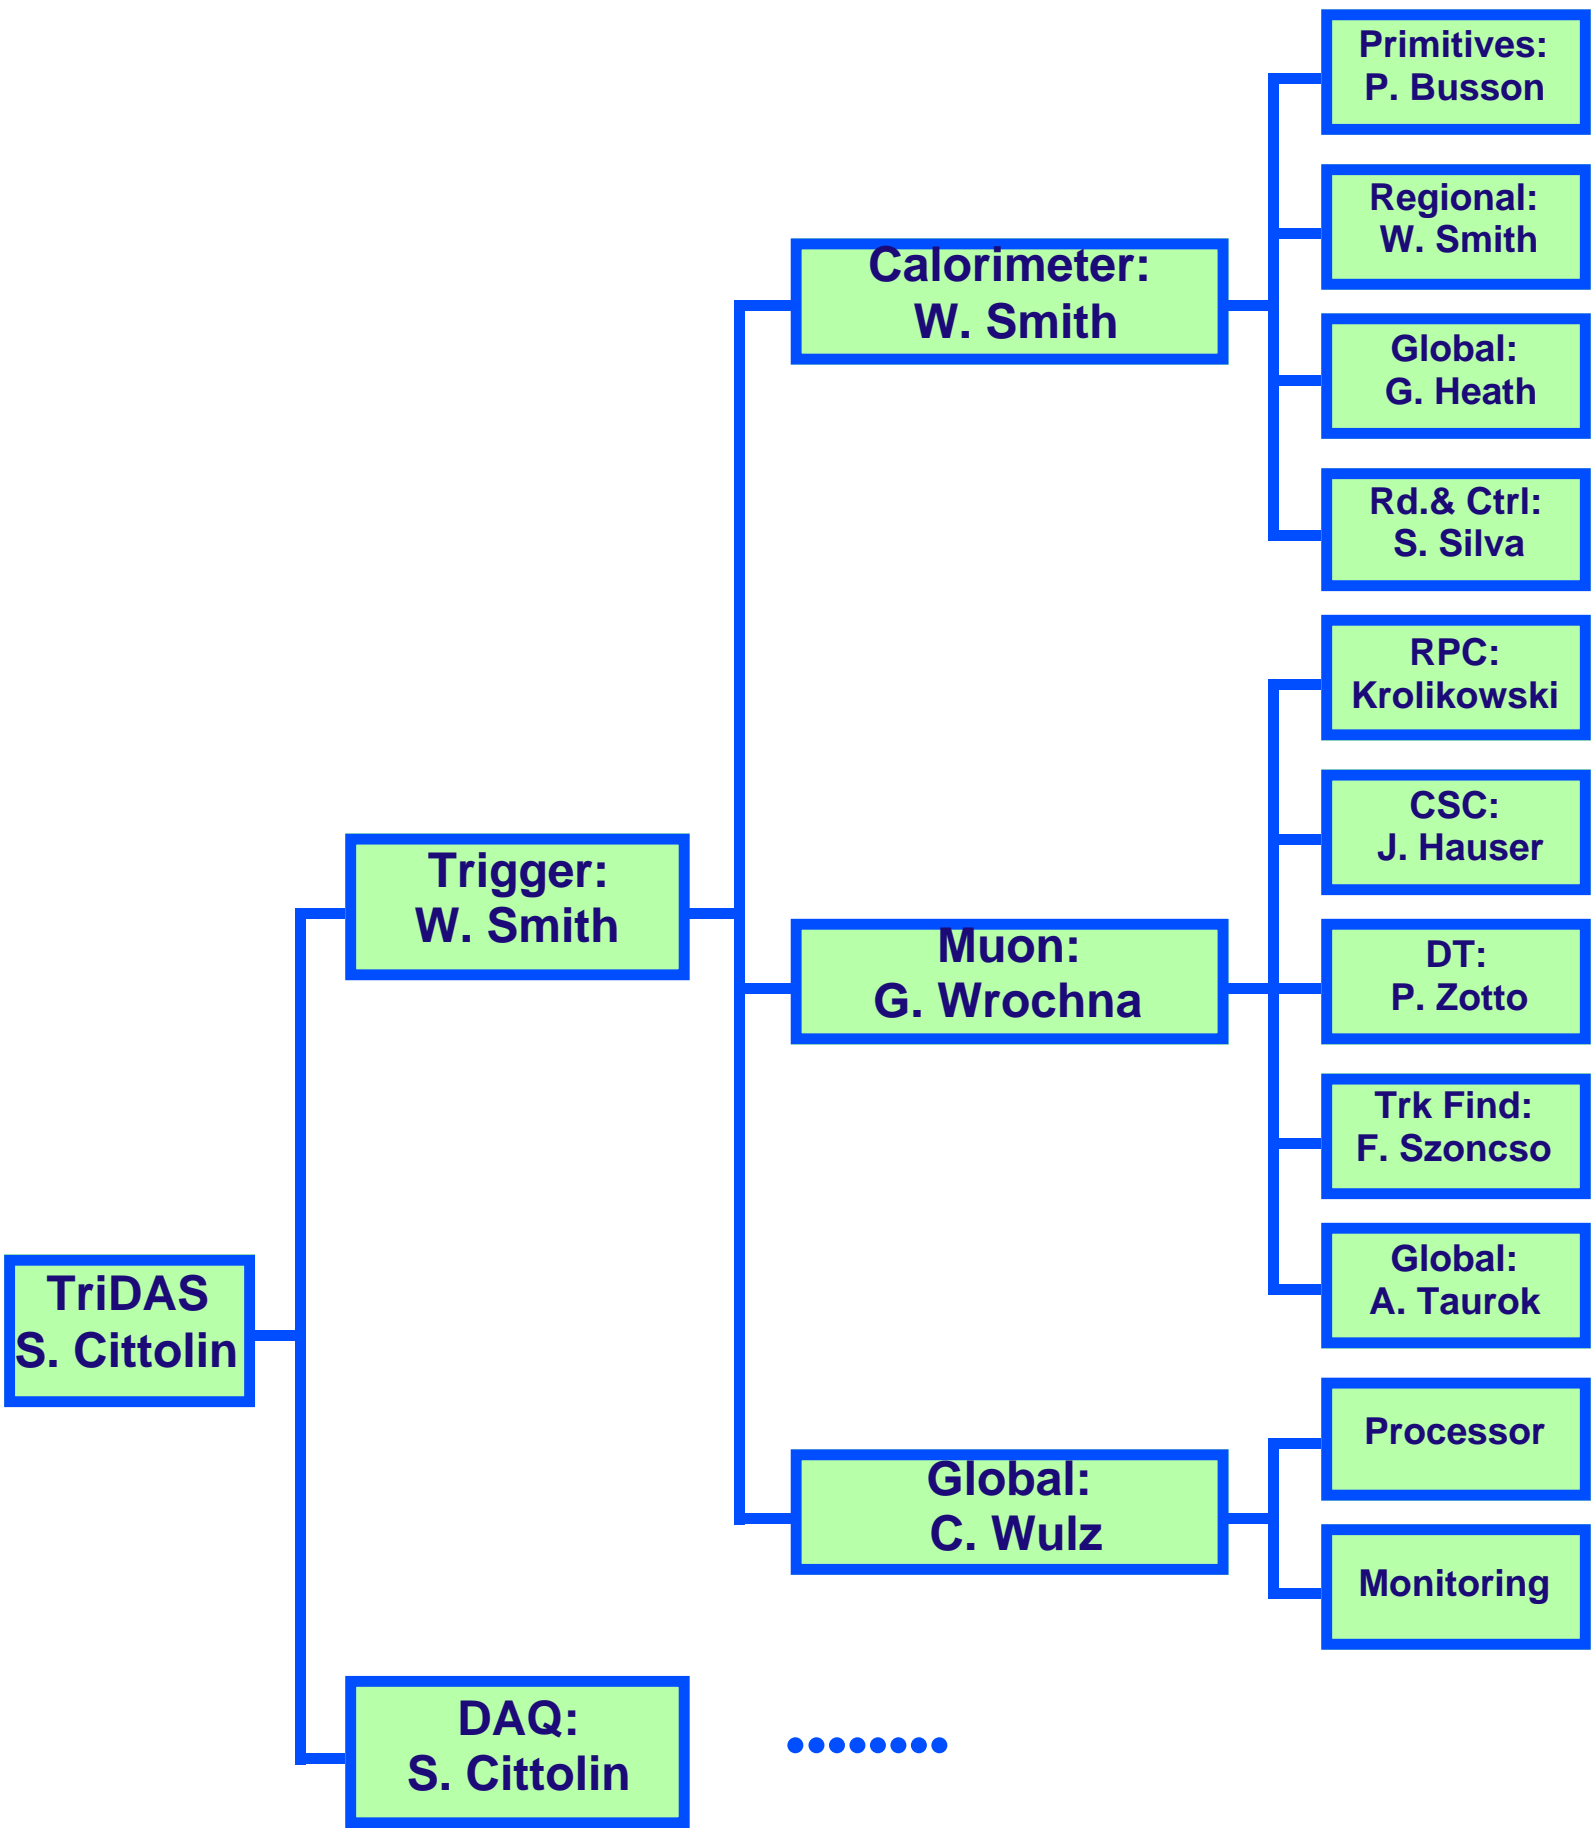 Primitives:
P. Busson
Regional:
W. Smith
Calorimeter:
W. Smith
Global:
G. Heath
Rd.& Ctrl:
S. Silva
RPC:
Krolikowski
CSC:
J. Hauser
Trigger:
W. Smith
Muon:
G. Wrochna
DT:
P. Zotto
Trk Find:
F. Szoncso
Global:
A. Taurok
TriDAS
S. Cittolin
Processor
Global:
C. Wulz
Monitoring
DAQ:
S. Cittolin